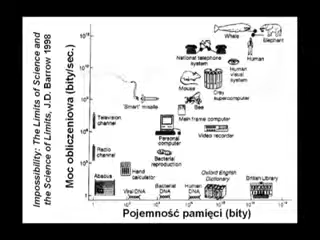 Impossibility: The Limits of Science and
the Science of Limits, J.D. Barrow 1998
Moc obliczeniowa (bity/sec.)
Whale
Elephant
National telephone
system
Human
Human
visual
system
Mouse
Cray
supercomputer
Bee
"Smart" missile
Main frame computer
Television
channel
Personal
computer
Video recorder
Radio
channel
Bacterial
reproduction
Hand
calculator
Abacus
Oxford English
Dictionary
British Library
Viral DNA
Bacterial
DNA
Human
DNA
Pojemność pamięci (bity)